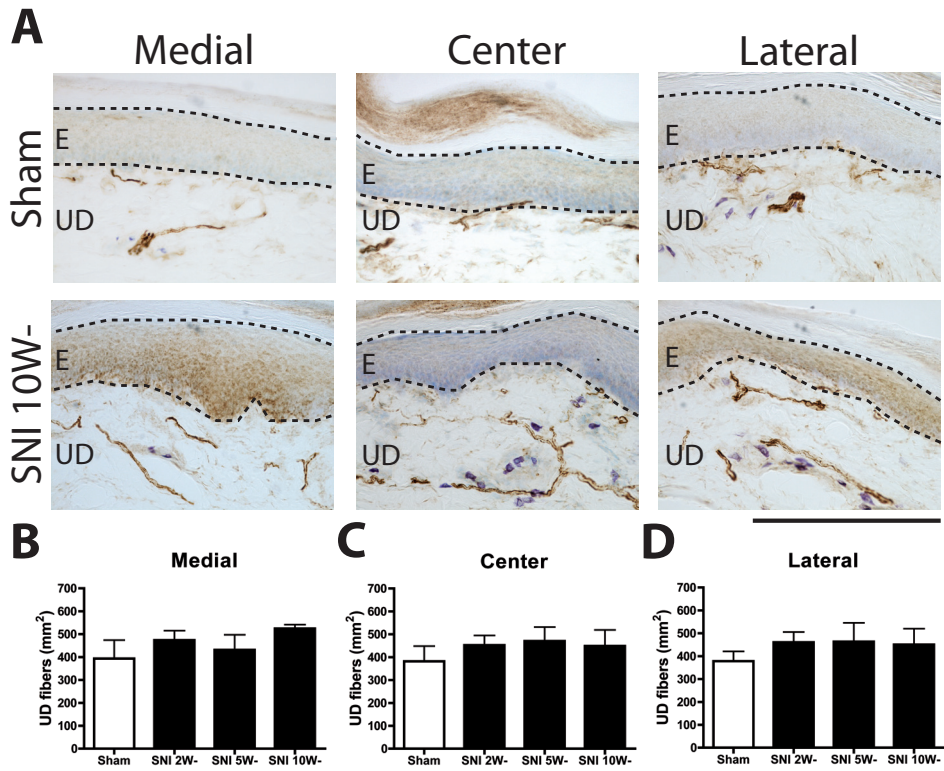 A
Medial Center Lateral
Sham
E
UD
E
E
UD
SNI 10W-
E
UD
E
UD
E
UD
B
Medial
UD fibers (mm²)
700
600
500
400
300
200
100
0
Sham SNI 2W- SNI 5W- SNI 10W-
C
Center
UD fibers (mm²)
700
600
500
400
300
200
100
0
Sham SNI 2W- SNI 5W- SNI 10W-
D
Lateral
UD fibers (mm²)
700
600
500
400
300
200
100
0
Sham SNI 2W- SNI 5W- SNI 10W-